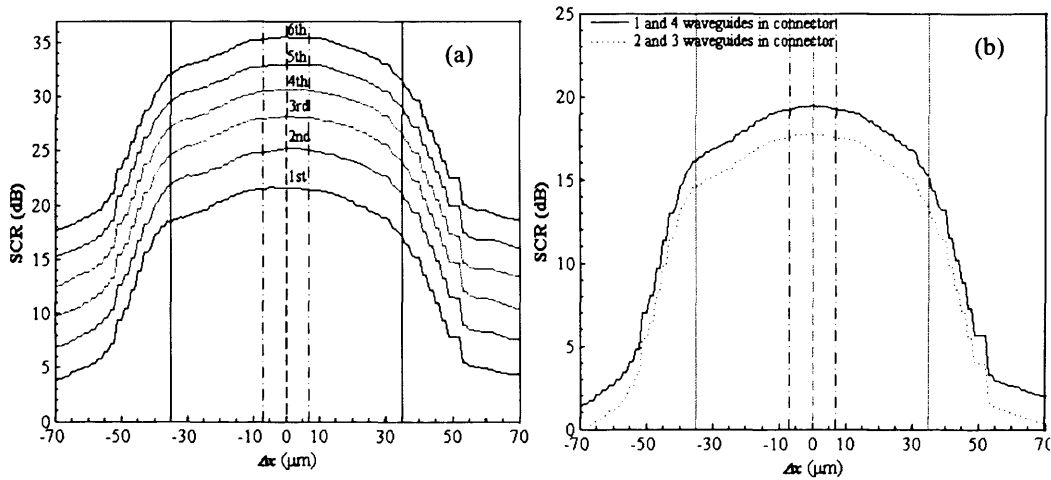 35
30
25
20
15
10
5
0
SCR (dB)
6th
5th
4th
3rd
2nd
1st
(a)
-70 -50 -30 -10 0 10 30 50 70
Δx (μm)
25
20
15
10
5
0
SCR (dB)
1 and 4 waveguides in connector
2 and 3 waveguides in connector
(b)
-70 -50 -30 -10 0 10 30 50 70
Δx (μm)